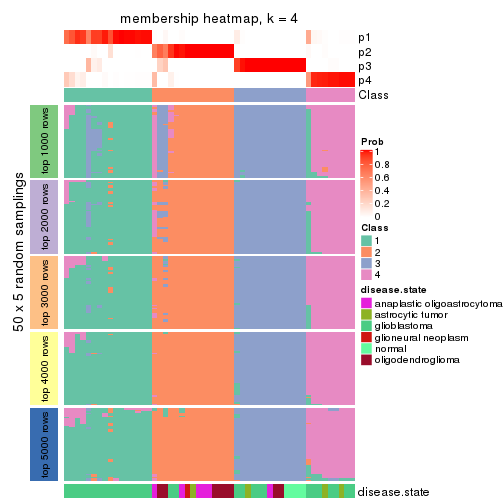 membership heatmap, k = 4
p1
p2
p3
p4
Class
50 x 5 random samplings
top 1000 rows
top 2000 rows
top 3000 rows
top 4000 rows
top 5000 rows
Prob
1
0.8
0.6
0.4
0.2
0
Class
1
2
3
4
disease.state
anaplastic oligoastrocytoma
astrocytic tumor
glioblastoma
glioneural neoplasm
normal
oligodendroglioma
disease.state